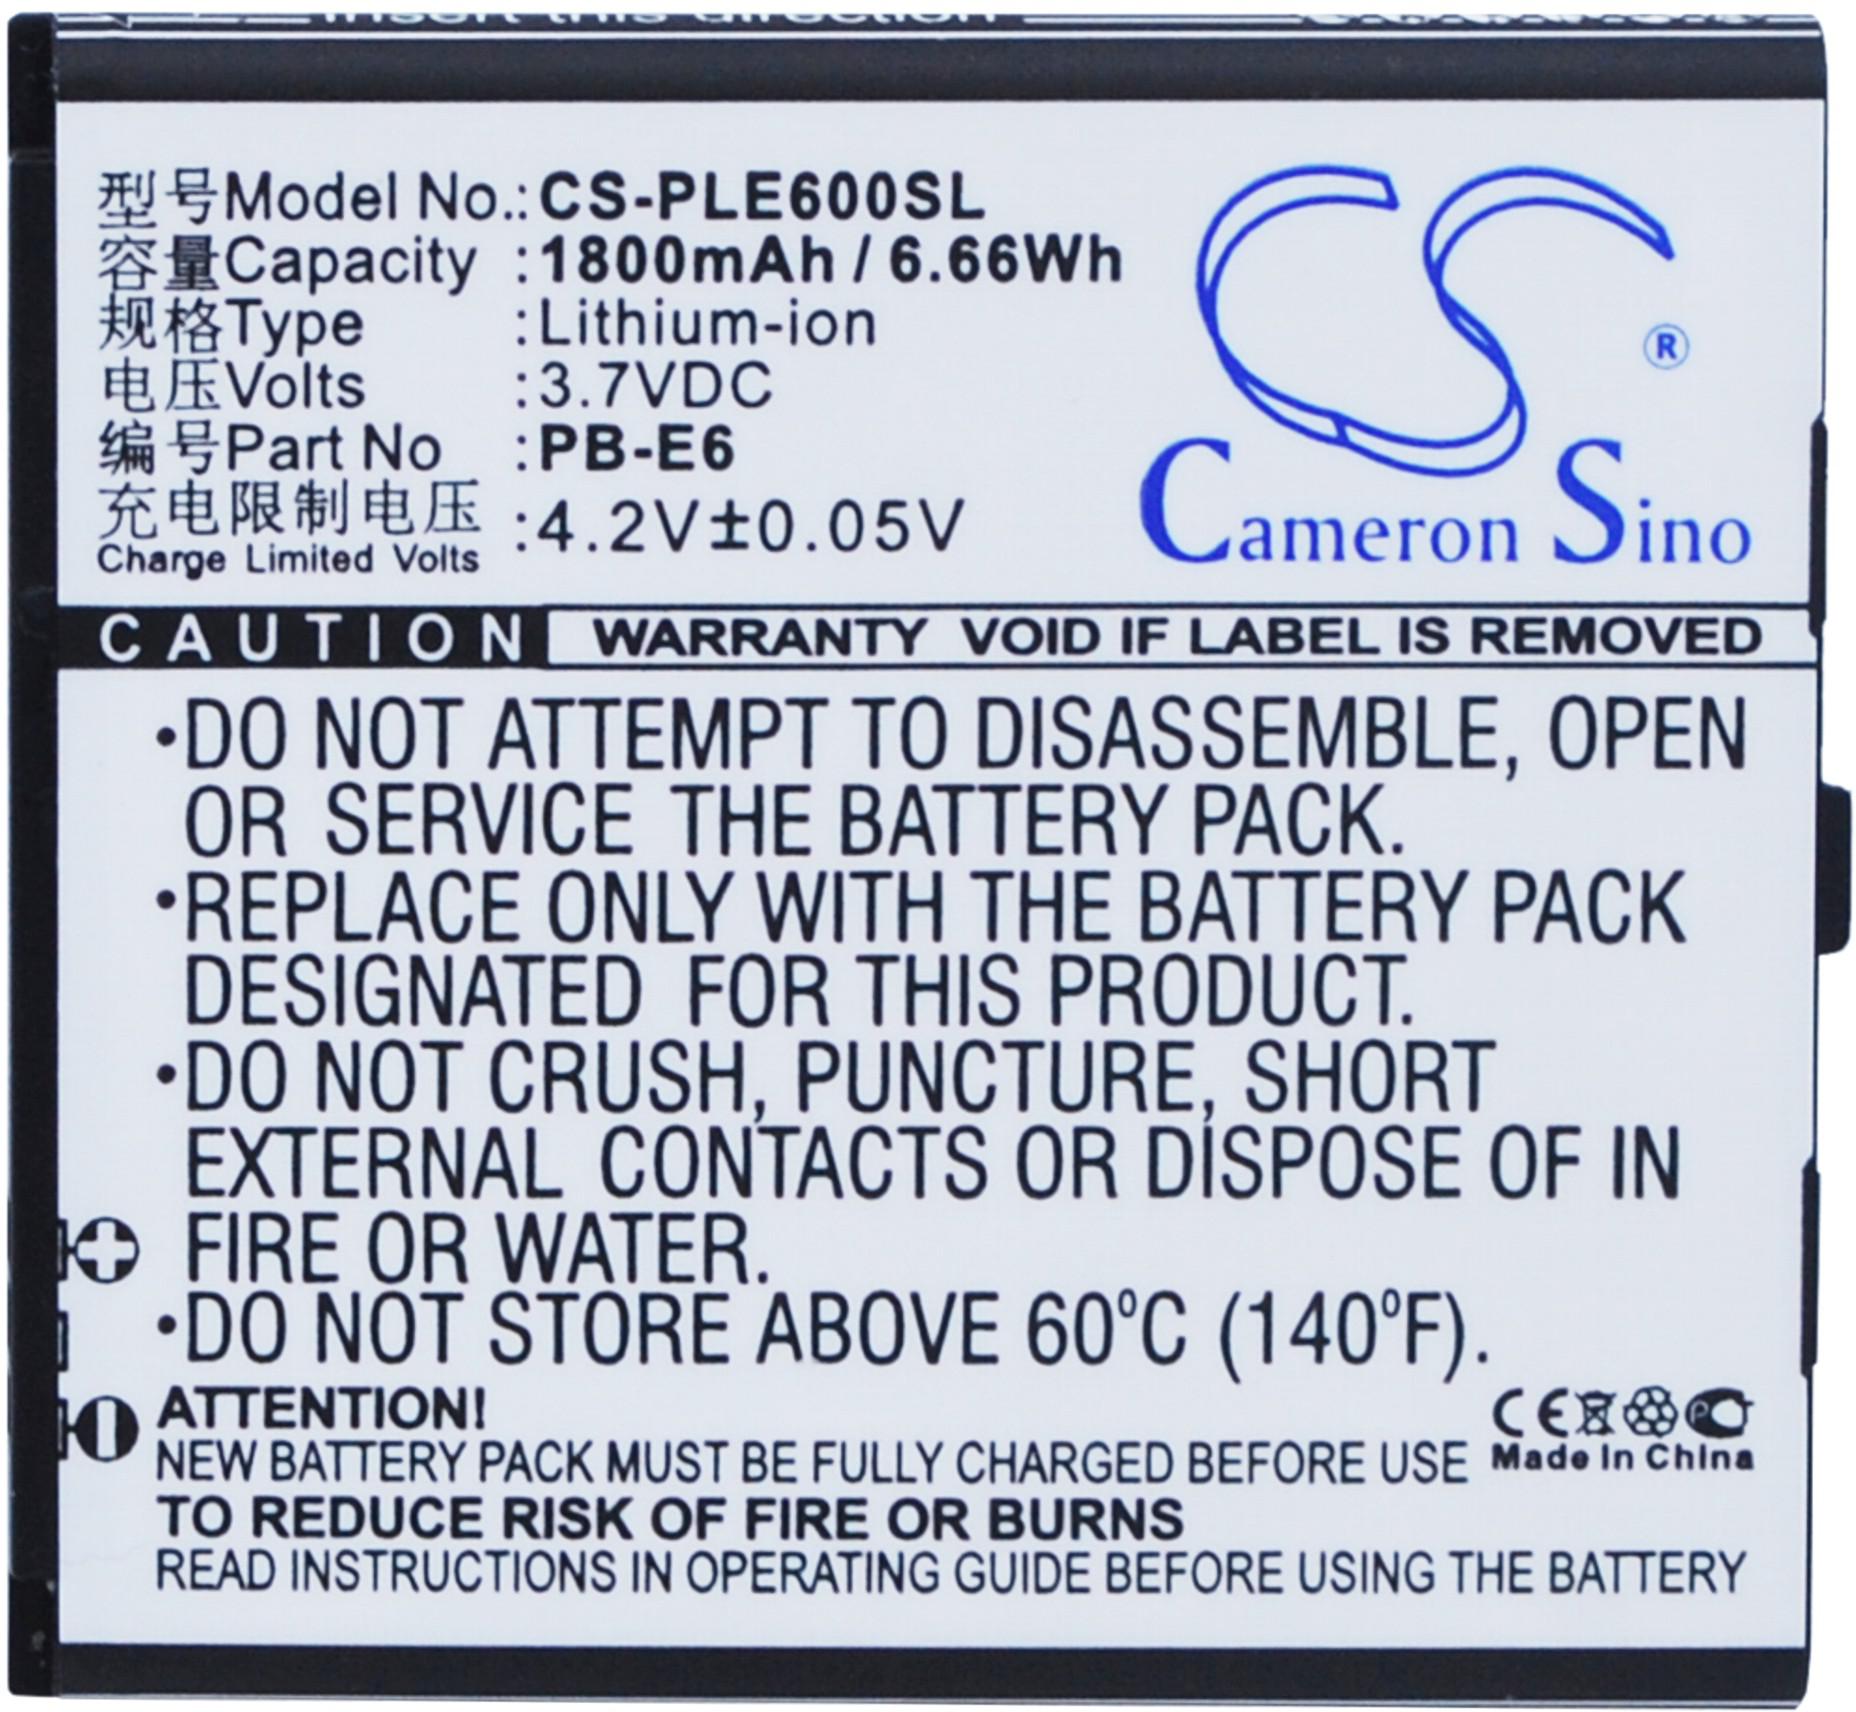 Insert this direction
型号Model No.:CS-PLE600SL
容量Capacity :1800mAh / 6.66Wh
规格Type :Lithium-ion
电压Volts :3.7VDC
编号Part No :PB-E6
充电限制电压
Charge Limited Volts :4.2V±0.05V
®
Cameron Sino
CAUTION WARRANTY VOID IF LABEL IS REMOVED
•DO NOT ATTEMPT TO DISASSEMBLE, OPEN
OR SERVICE THE BATTERY PACK.
•REPLACE ONLY WITH THE BATTERY PACK
DESIGNATED FOR THIS PRODUCT.
•DO NOT CRUSH, PUNCTURE, SHORT
EXTERNAL CONTACTS OR DISPOSE OF IN
FIRE OR WATER.
•DO NOT STORE ABOVE 60°C (140°F).
ATTENTION!
NEW BATTERY PACK MUST BE FULLY CHARGED BEFORE USE
CE
Made In China
TO REDUCE RISK OF FIRE OR BURNS
READ INSTRUCTIONS IN OPERATING GUIDE BEFORE USING THE BATTERY